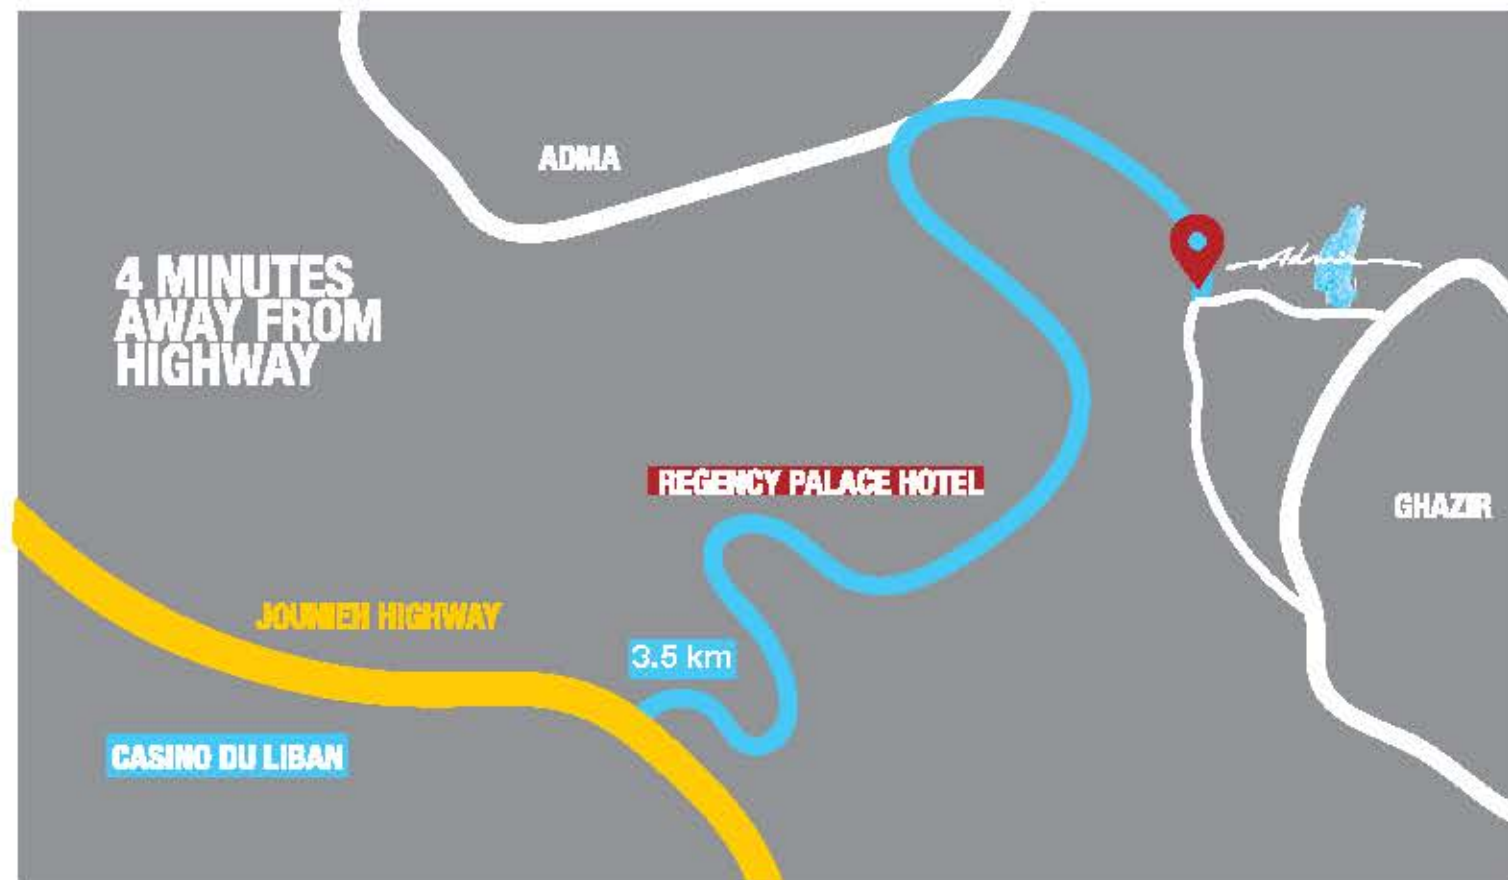 ADMA
4 MINUTES
AWAY FROM
HIGHWAY
REGENCY PALACE HOTEL
GHAZIR
JOUNIEH HIGHWAY
3.5 km
CASINO DU LIBAN